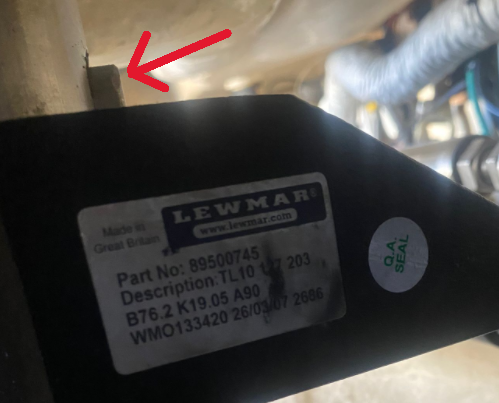 LEWMAR®
www.lewmar.com
Made in
Great Britain
Part No: 89500745
Description:TL10 127 203
B76.2 K19.05 A90
WMO133420 26/03/07 2686
Q.A.
SEAL